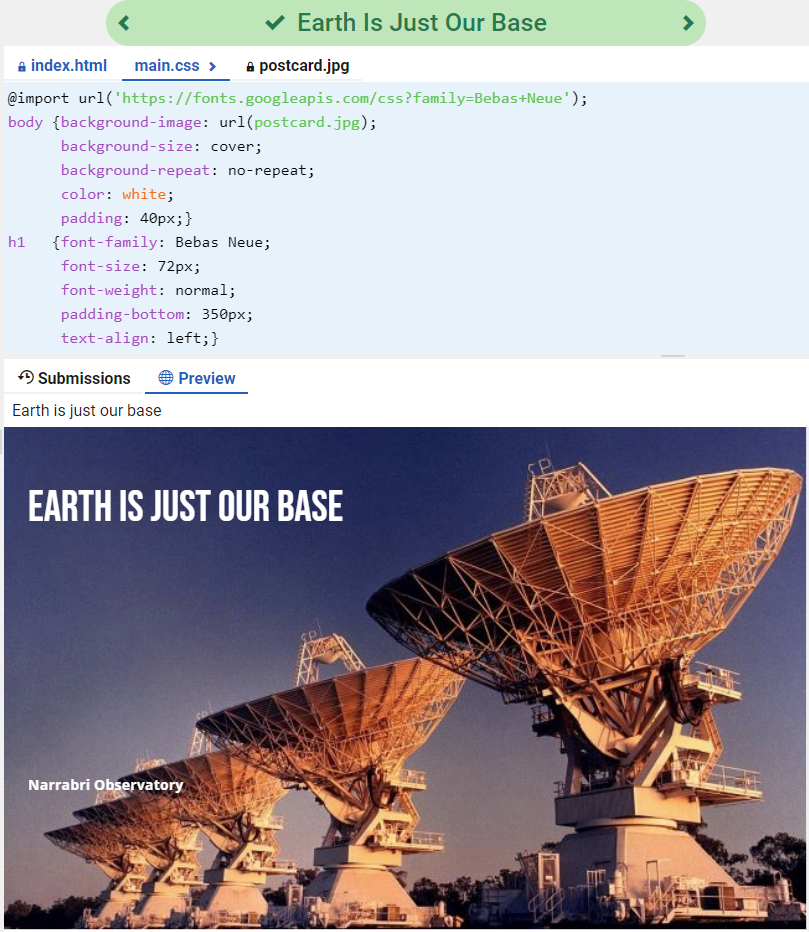 Earth Is Just Our Base
index.html main.css postcard.jpg
@import url('https://fonts.googleapis.com/css?family=Bebas+Neue');
body {background-image: url(postcard.jpg);
      background-size: cover;
      background-repeat: no-repeat;
      color: white;
      padding: 40px;}
h1   {font-family: Bebas Neue;
      font-size: 72px;
      font-weight: normal;
      padding-bottom: 350px;
      text-align: left;}
Submissions Preview
Earth is just our base
EARTH IS JUST OUR BASE
Narrabri Observatory